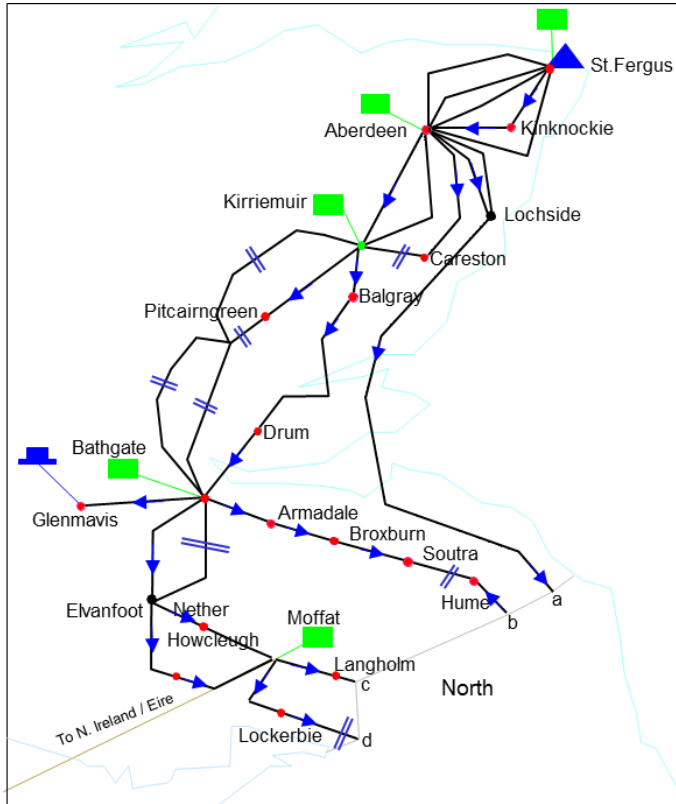 St.Fergus
Aberdeen
Kinknockie
Kirriemuir
Lochside
Careston
Balgray
Pitcairngreen
Drum
Bathgate
Glenmavis
Armadale
Broxburn
Soutra
Hume
a
b
Elvanfoot
Nether
Howcleugh
Moffat
Langholm
c
North
To N. Ireland / Eire
Lockerbie
d